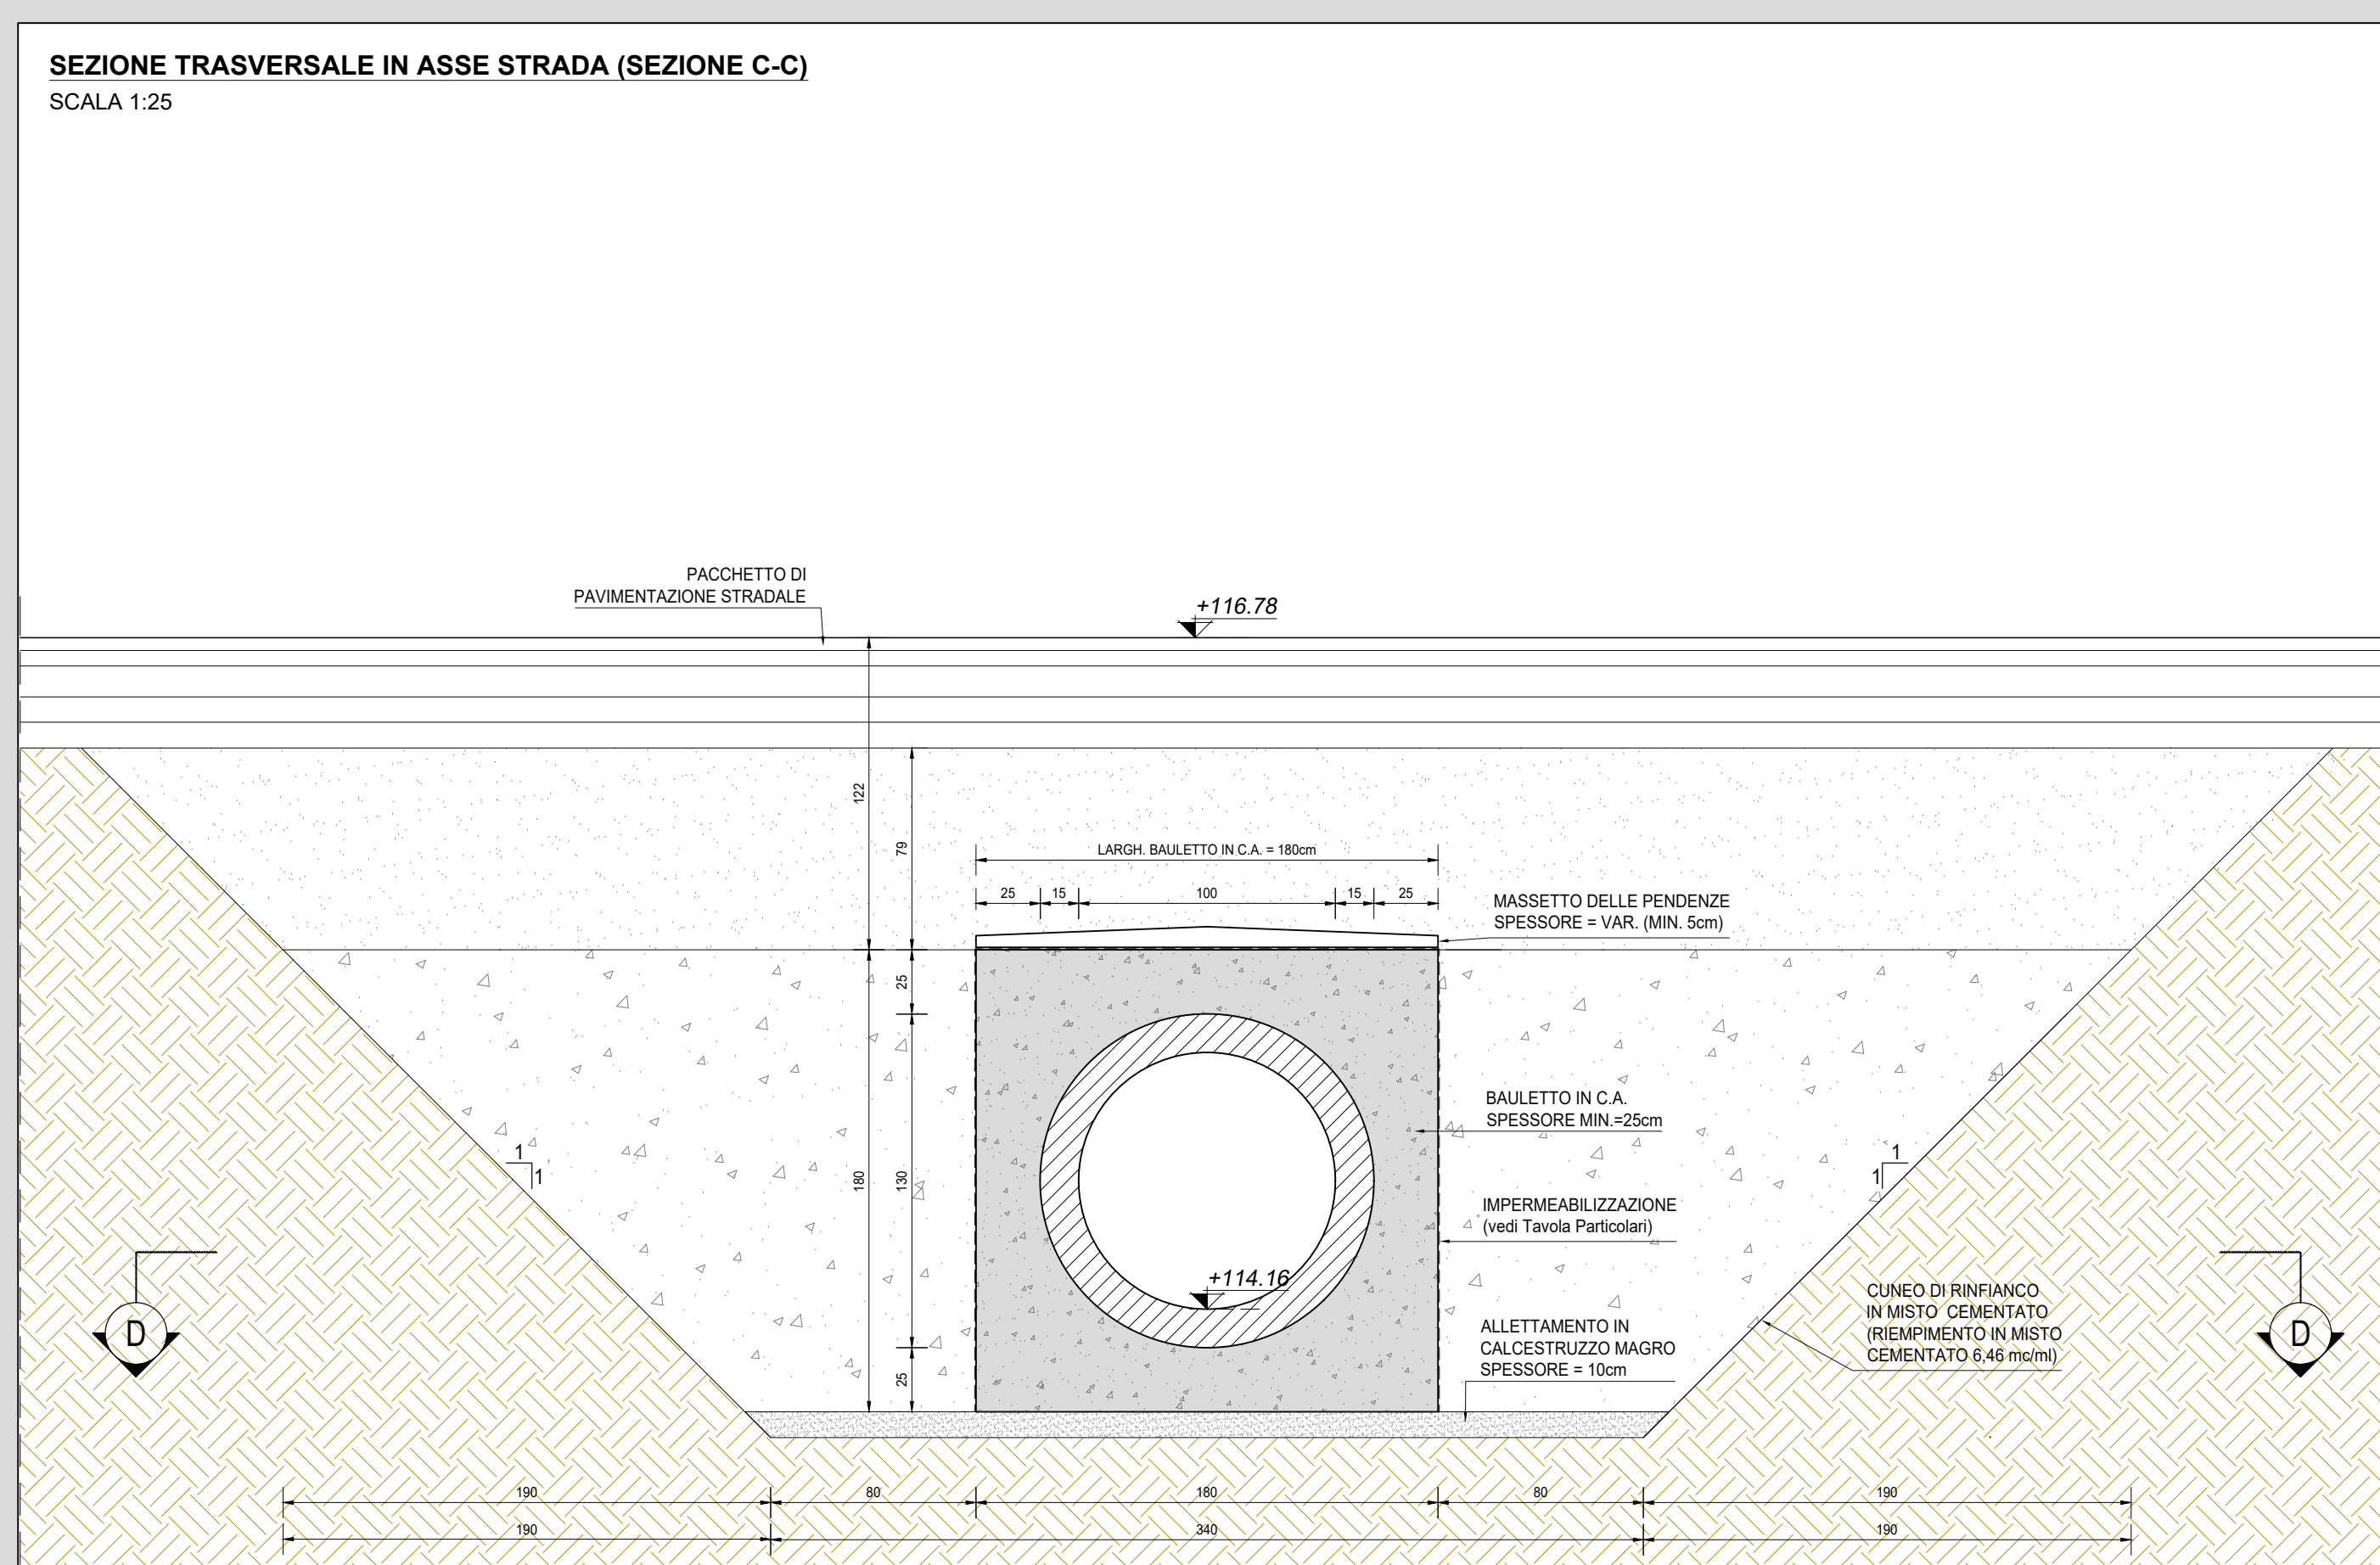 SEZIONE TRASVERSALE IN ASSE STRADA (SEZIONE C-C)
SCALA 1:25
PACCHETTO DI
PAVIMENTAZIONE STRADALE
+116.78
122
79
LARGH. BAULETTO IN C.A. = 180cm
25 15 100 15 25
MASSETTO DELLE PENDENZE
SPESSORE = VAR. (MIN. 5cm)
25
BAULETTO IN C.A.
SPESSORE MIN.=25cm
1
1
180
130
1
1
IMPERMEABILIZZAZIONE
(vedi Tavola Particolari)
+114.16
D
CUNEO DI RINFIANCO
IN MISTO CEMENTATO
(RIEMPIMENTO IN MISTO
CEMENTATO 6,46 mc/ml)
D
ALLETTAMENTO IN
CALCESTRUZZO MAGRO
SPESSORE = 10cm
25
190 80 180 80 190
190 340 190